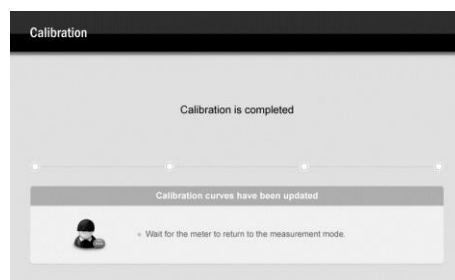 Calibration
Calibration is completed
Calibration curves have been updated
Wait for the meter to return to the measurement mode.